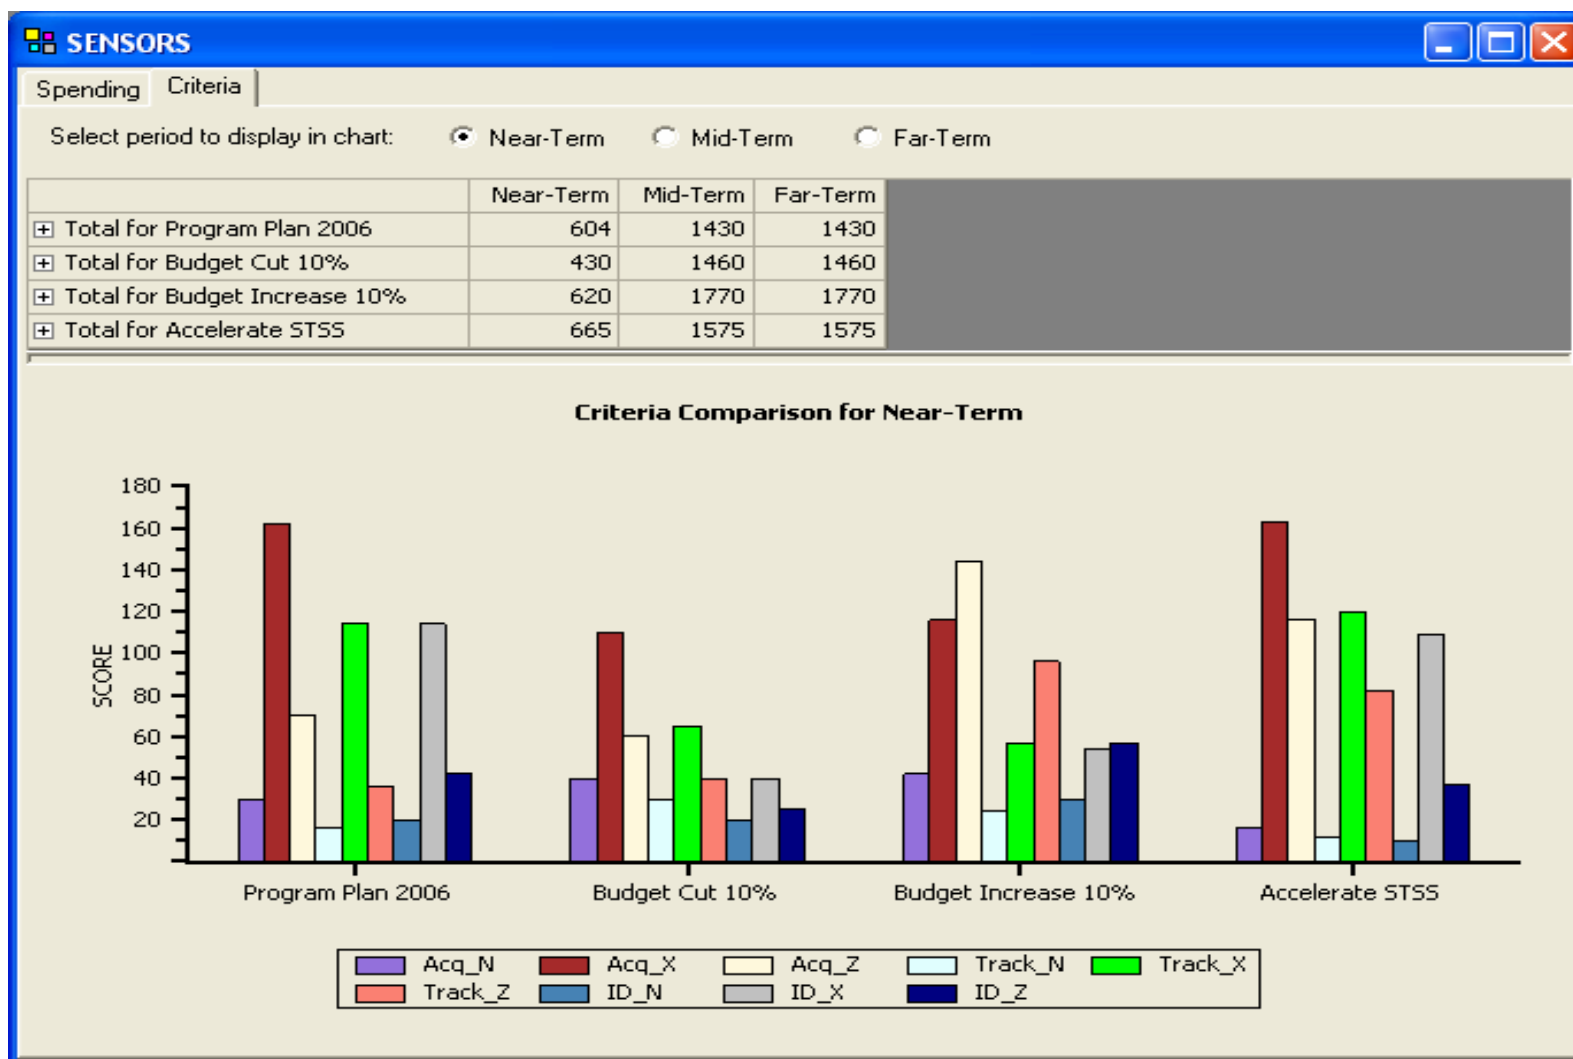 SENSORS
Spending Criteria
Select period to display in chart: Near-Term Mid-Term Far-Term
Near-Term Mid-Term Far-Term
Total for Program Plan 2006 604 1430 1430
Total for Budget Cut 10% 430 1460 1460
Total for Budget Increase 10% 620 1770 1770
Total for Accelerate STSS 665 1575 1575
Criteria Comparison for Near-Term
180
160
140
120
100
80
60
40
20
SCORE
Program Plan 2006 Budget Cut 10% Budget Increase 10% Accelerate STSS
Acq_N Acq_X Acq_Z Track_N Track_X
Track_Z ID_N ID_X ID_Z